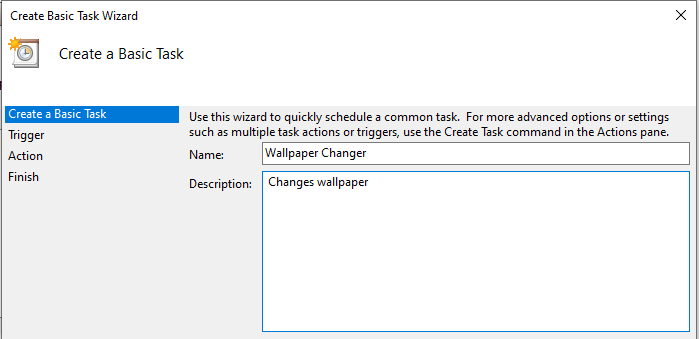 Create Basic Task Wizard
Create a Basic Task
Create a Basic Task
Trigger
Action
Finish
Use this wizard to quickly schedule a common task. For more advanced options or settings
such as multiple task actions or triggers, use the Create Task command in the Actions pane.
Name: Wallpaper Changer
Description: Changes wallpaper